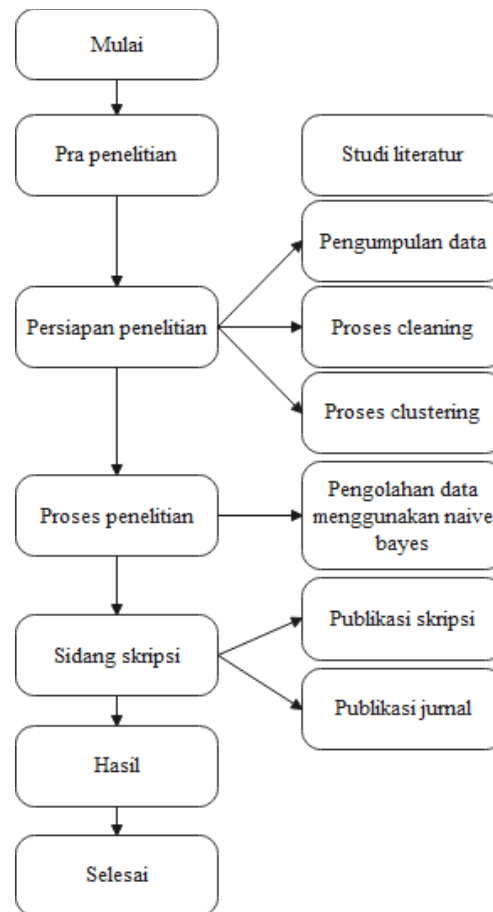 Mulai
Pra penelitian
Studi literatur
Pengumpulan data
Persiapan penelitian
Proses cleaning
Proses clustering
Proses penelitian
Pengolahan data
menggunakan naive
bayes
Sidang skripsi
Publikasi skripsi
Publikasi jurnal
Hasil
Selesai